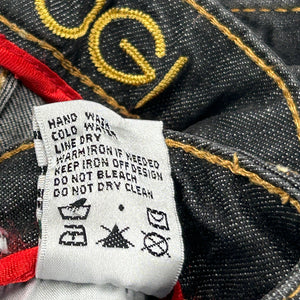 HAND WASH
COLD WATER
LINE DRY
WARM IRON IF NEEDED
KEEP IRON OFF DESIGN
DO NOT BLEACH
DO NOT DRY CLEAN